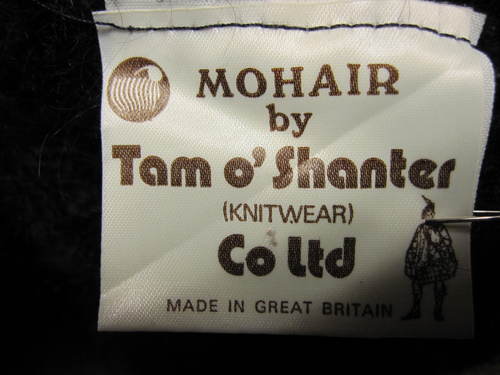 MOHAIR
by
Tam o' Shanter
(KNITWEAR)
Co Ltd
MADE IN GREAT BRITAIN